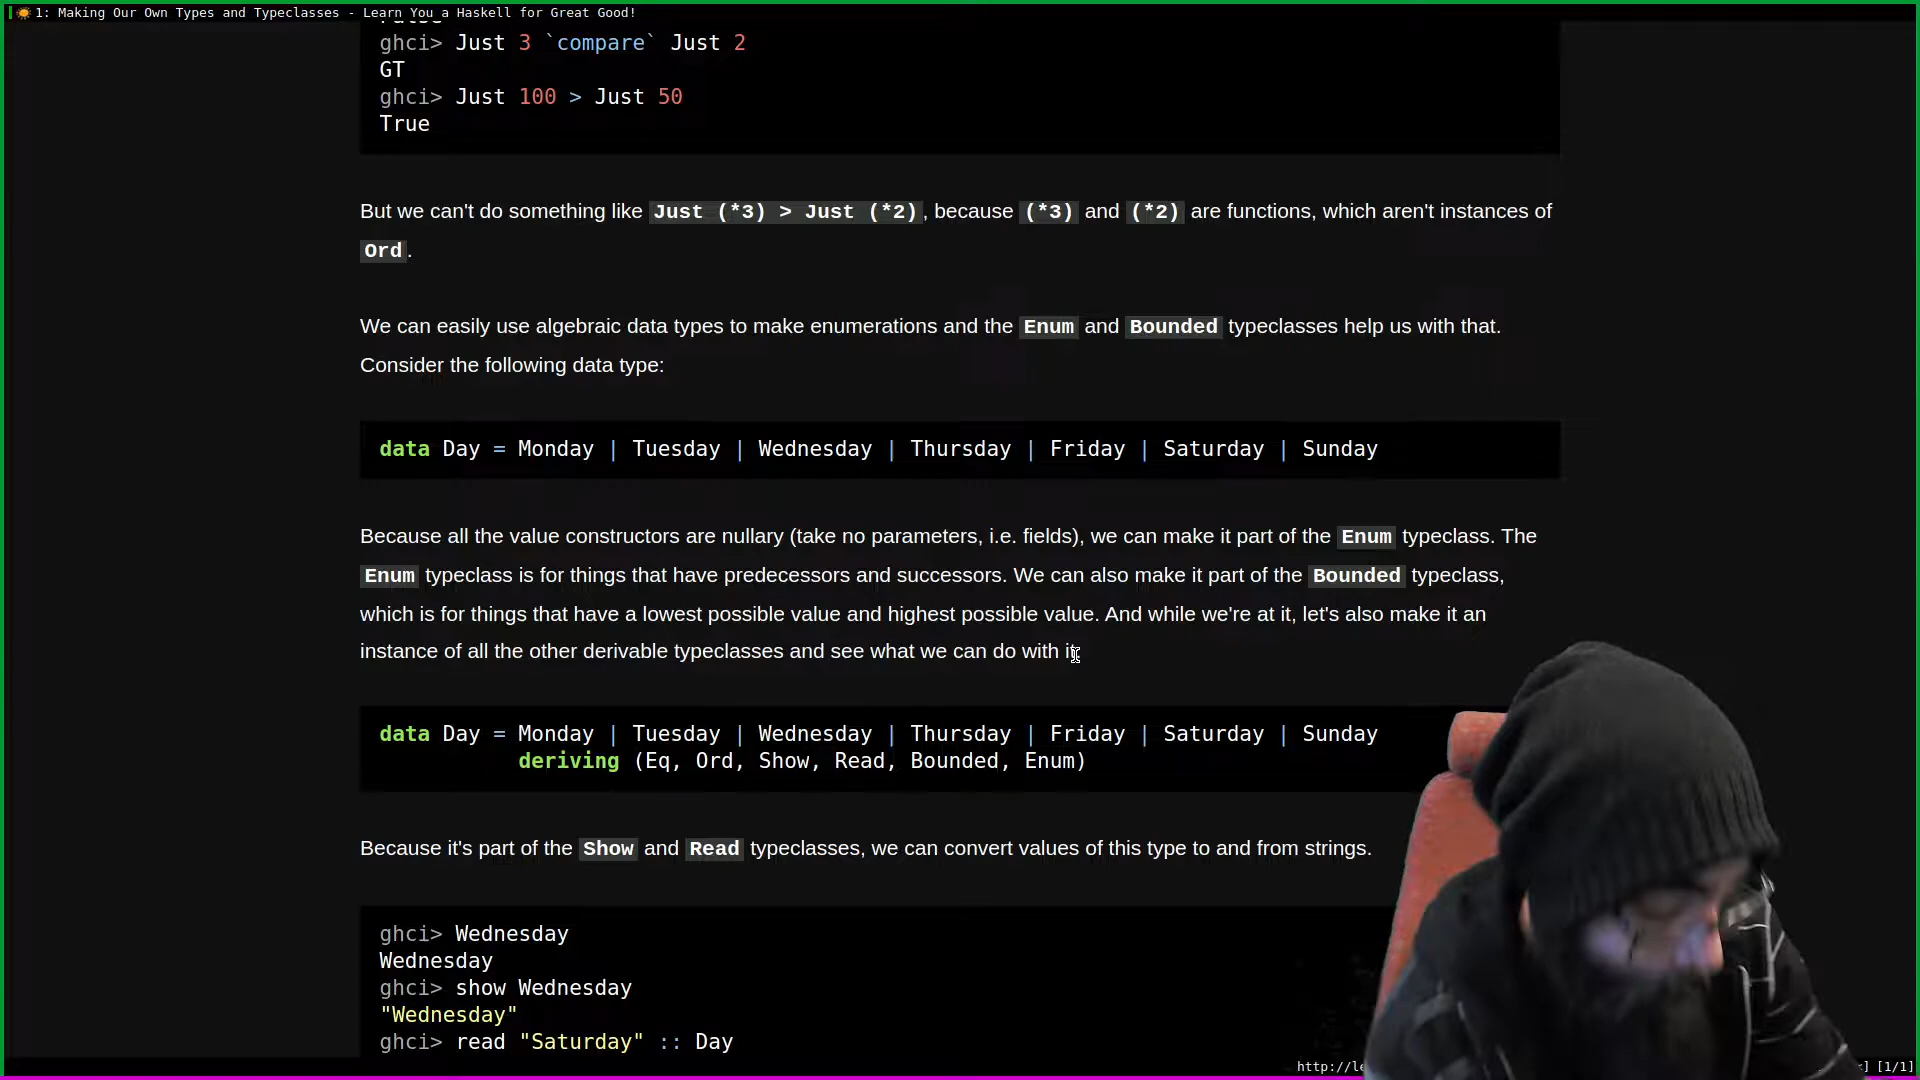 1: Making Our Own Types and Typeclasses - Learn You a Haskell for Great Good!
ghci> Just 3 `compare` Just 2
GT
ghci> Just 100 > Just 50
True
But we can't do something like Just (*3) > Just (*2), because (*3) and (*2) are functions, which aren't instances of
Ord.
We can easily use algebraic data types to make enumerations and the Enum and Bounded typeclasses help us with that.
Consider the following data type:
data Day = Monday | Tuesday | Wednesday | Thursday | Friday | Saturday | Sunday
Because all the value constructors are nullary (take no parameters, i.e. fields), we can make it part of the Enum typeclass. The
Enum typeclass is for things that have predecessors and successors. We can also make it part of the Bounded typeclass,
which is for things that have a lowest possible value and highest possible value. And while we're at it, let's also make it an
instance of all the other derivable typeclasses and see what we can do with it.
data Day = Monday | Tuesday | Wednesday | Thursday | Friday | Saturday | Sunday
deriving (Eq, Ord, Show, Read, Bounded, Enum)
Because it's part of the Show and Read typeclasses, we can convert values of this type to and from strings.
ghci> Wednesday
Wednesday
ghci> show Wednesday
"Wednesday"
ghci> read "Saturday" :: Day
http://le
] [1/1]